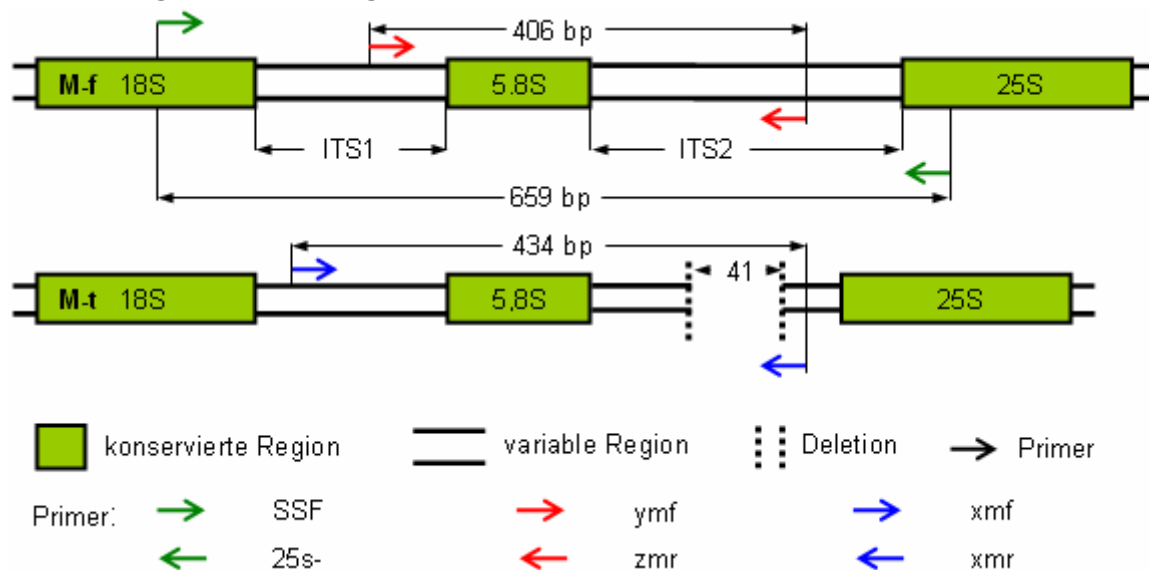 406 bp
M-f 18S 5.8S 25S
ITS1 ITS2
659 bp
434 bp
41
M-t 18S 5,8S 25S
konservierte Region variable Region Deletion Primer
Primer: SSF ymf xmf
25s- zmr xmr